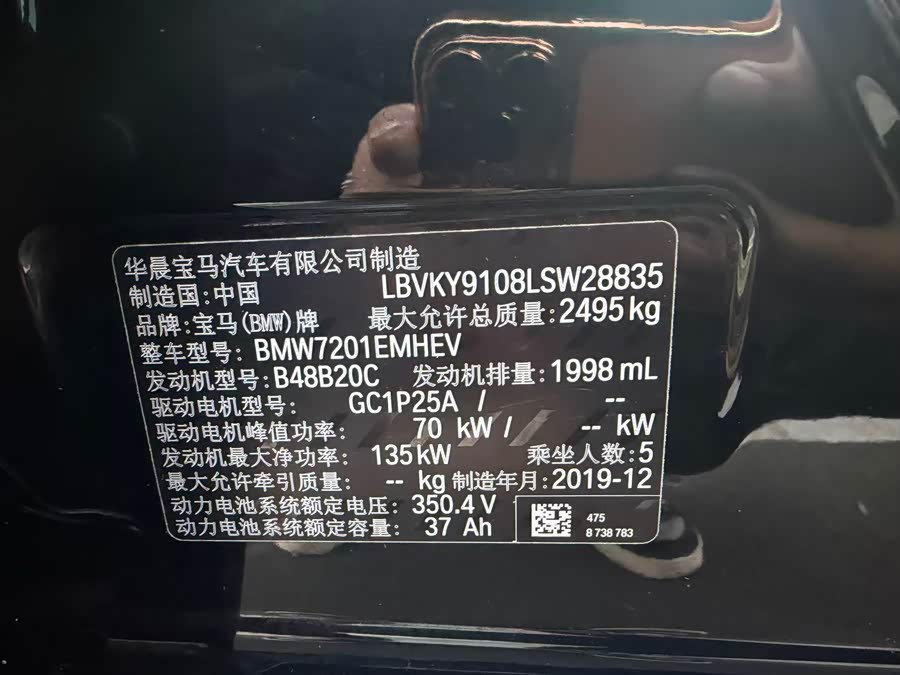 华晨宝马汽车有限公司制造
制造国:中国 LBVKY9108LSW28835
品牌:宝马(BMW)牌 最大允许总质量:2495kg
整车型号: BMW7201EMHEV
发动机型号:B48B20C 发动机排量:1998 mL
驱动电机型号: GC1P25A / --
驱动电机峰值功率: 70 kW / -- kW
发动机最大净功率: 135kW 乘坐人数:5
最大允许牵引质量: -- kg 制造年月:2019-12
动力电池系统额定电压: 350.4 V
动力电池系统额定容量: 37 Ah
475
8 738 783